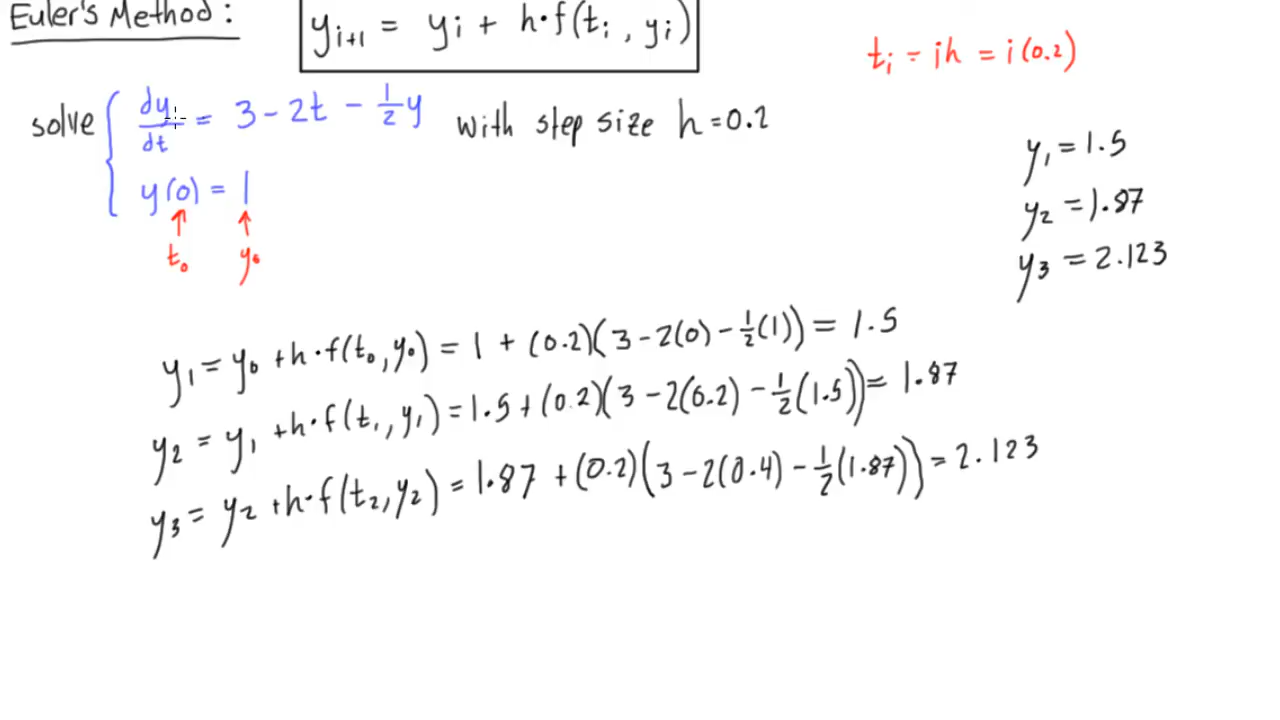 Euler's Method :
y_{i+1} = y_i + h·f(t_i, y_i)
t_i = ih = i(0.2)
solve { dy/dt = 3 - 2t - 1/2 y with step size h = 0.2
y(0) = 1
t_0 y_0
y_1 = 1.5
y_2 = 1.87
y_3 = 2.123
y_1 = y_0 + h·f(t_0, y_0) = 1 + (0.2)(3 - 2(0) - 1/2(1)) = 1.5
y_2 = y_1 + h·f(t_1, y_1) = 1.5 + (0.2)(3 - 2(0.2) - 1/2(1.5)) = 1.87
y_3 = y_2 + h·f(t_2, y_2) = 1.87 + (0.2)(3 - 2(0.4) - 1/2(1.87)) = 2.123